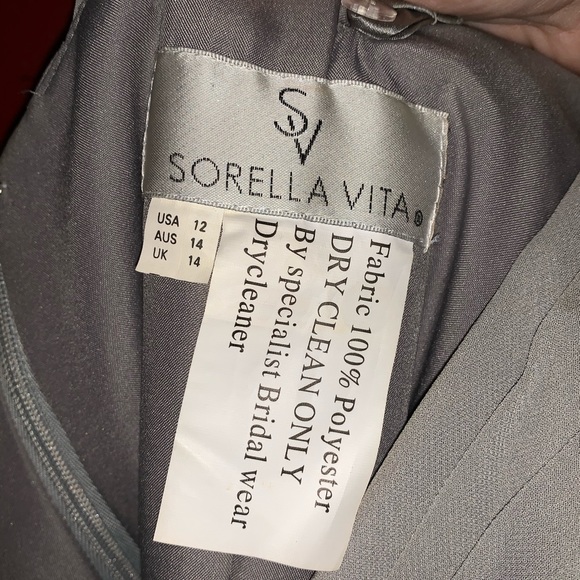 SV
SORELLA VITA®
USA 12
AUS 14
UK 14
Fabric 100% Polyester
DRY CLEAN ONLY
By specialist Bridal wear
Drycleaner